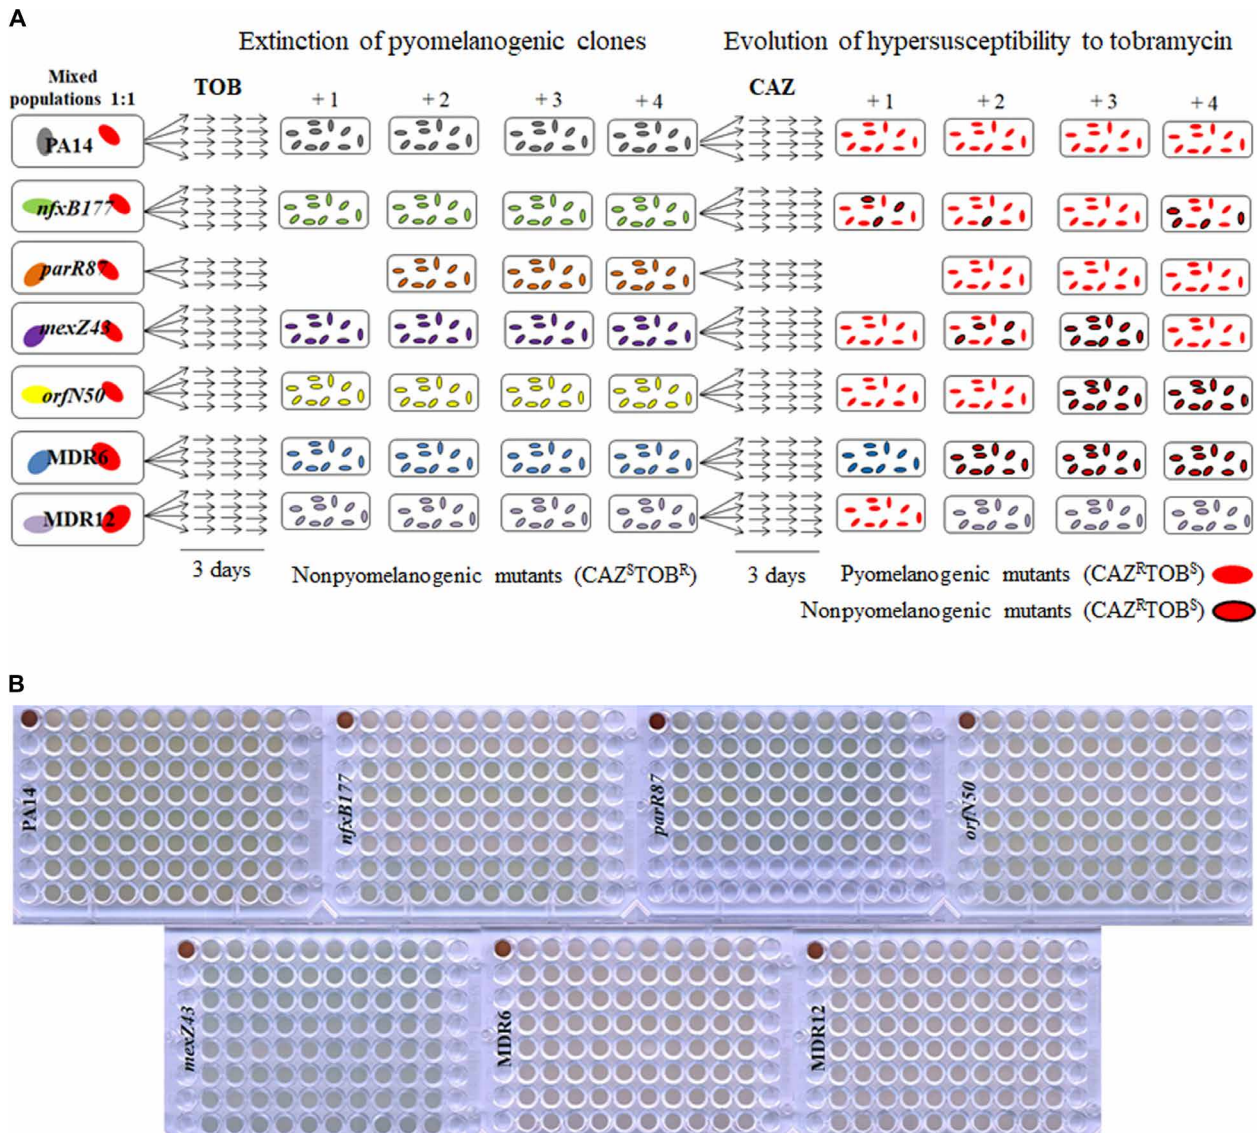 A
Extinction of pyomelanogenic clones
Evolution of hypersusceptibility to tobramycin
Mixed
populations 1:1
TOB
+ 1
+ 2
+ 3
+ 4
CAZ
+ 1
+ 2
+ 3
+ 4
PA14
nfxB177
parR87
mexZ43
orfN50
MDR6
MDR12
3 days
Nonpyomelanogenic mutants (CAZSTOBR)
3 days
Pyomelanogenic mutants (CAZRTOBS)
Nonpyomelanogenic mutants (CAZRTOBS)
B
PA14
nfxB177
parR87
orfN50
mexZ43
MDR6
MDR12